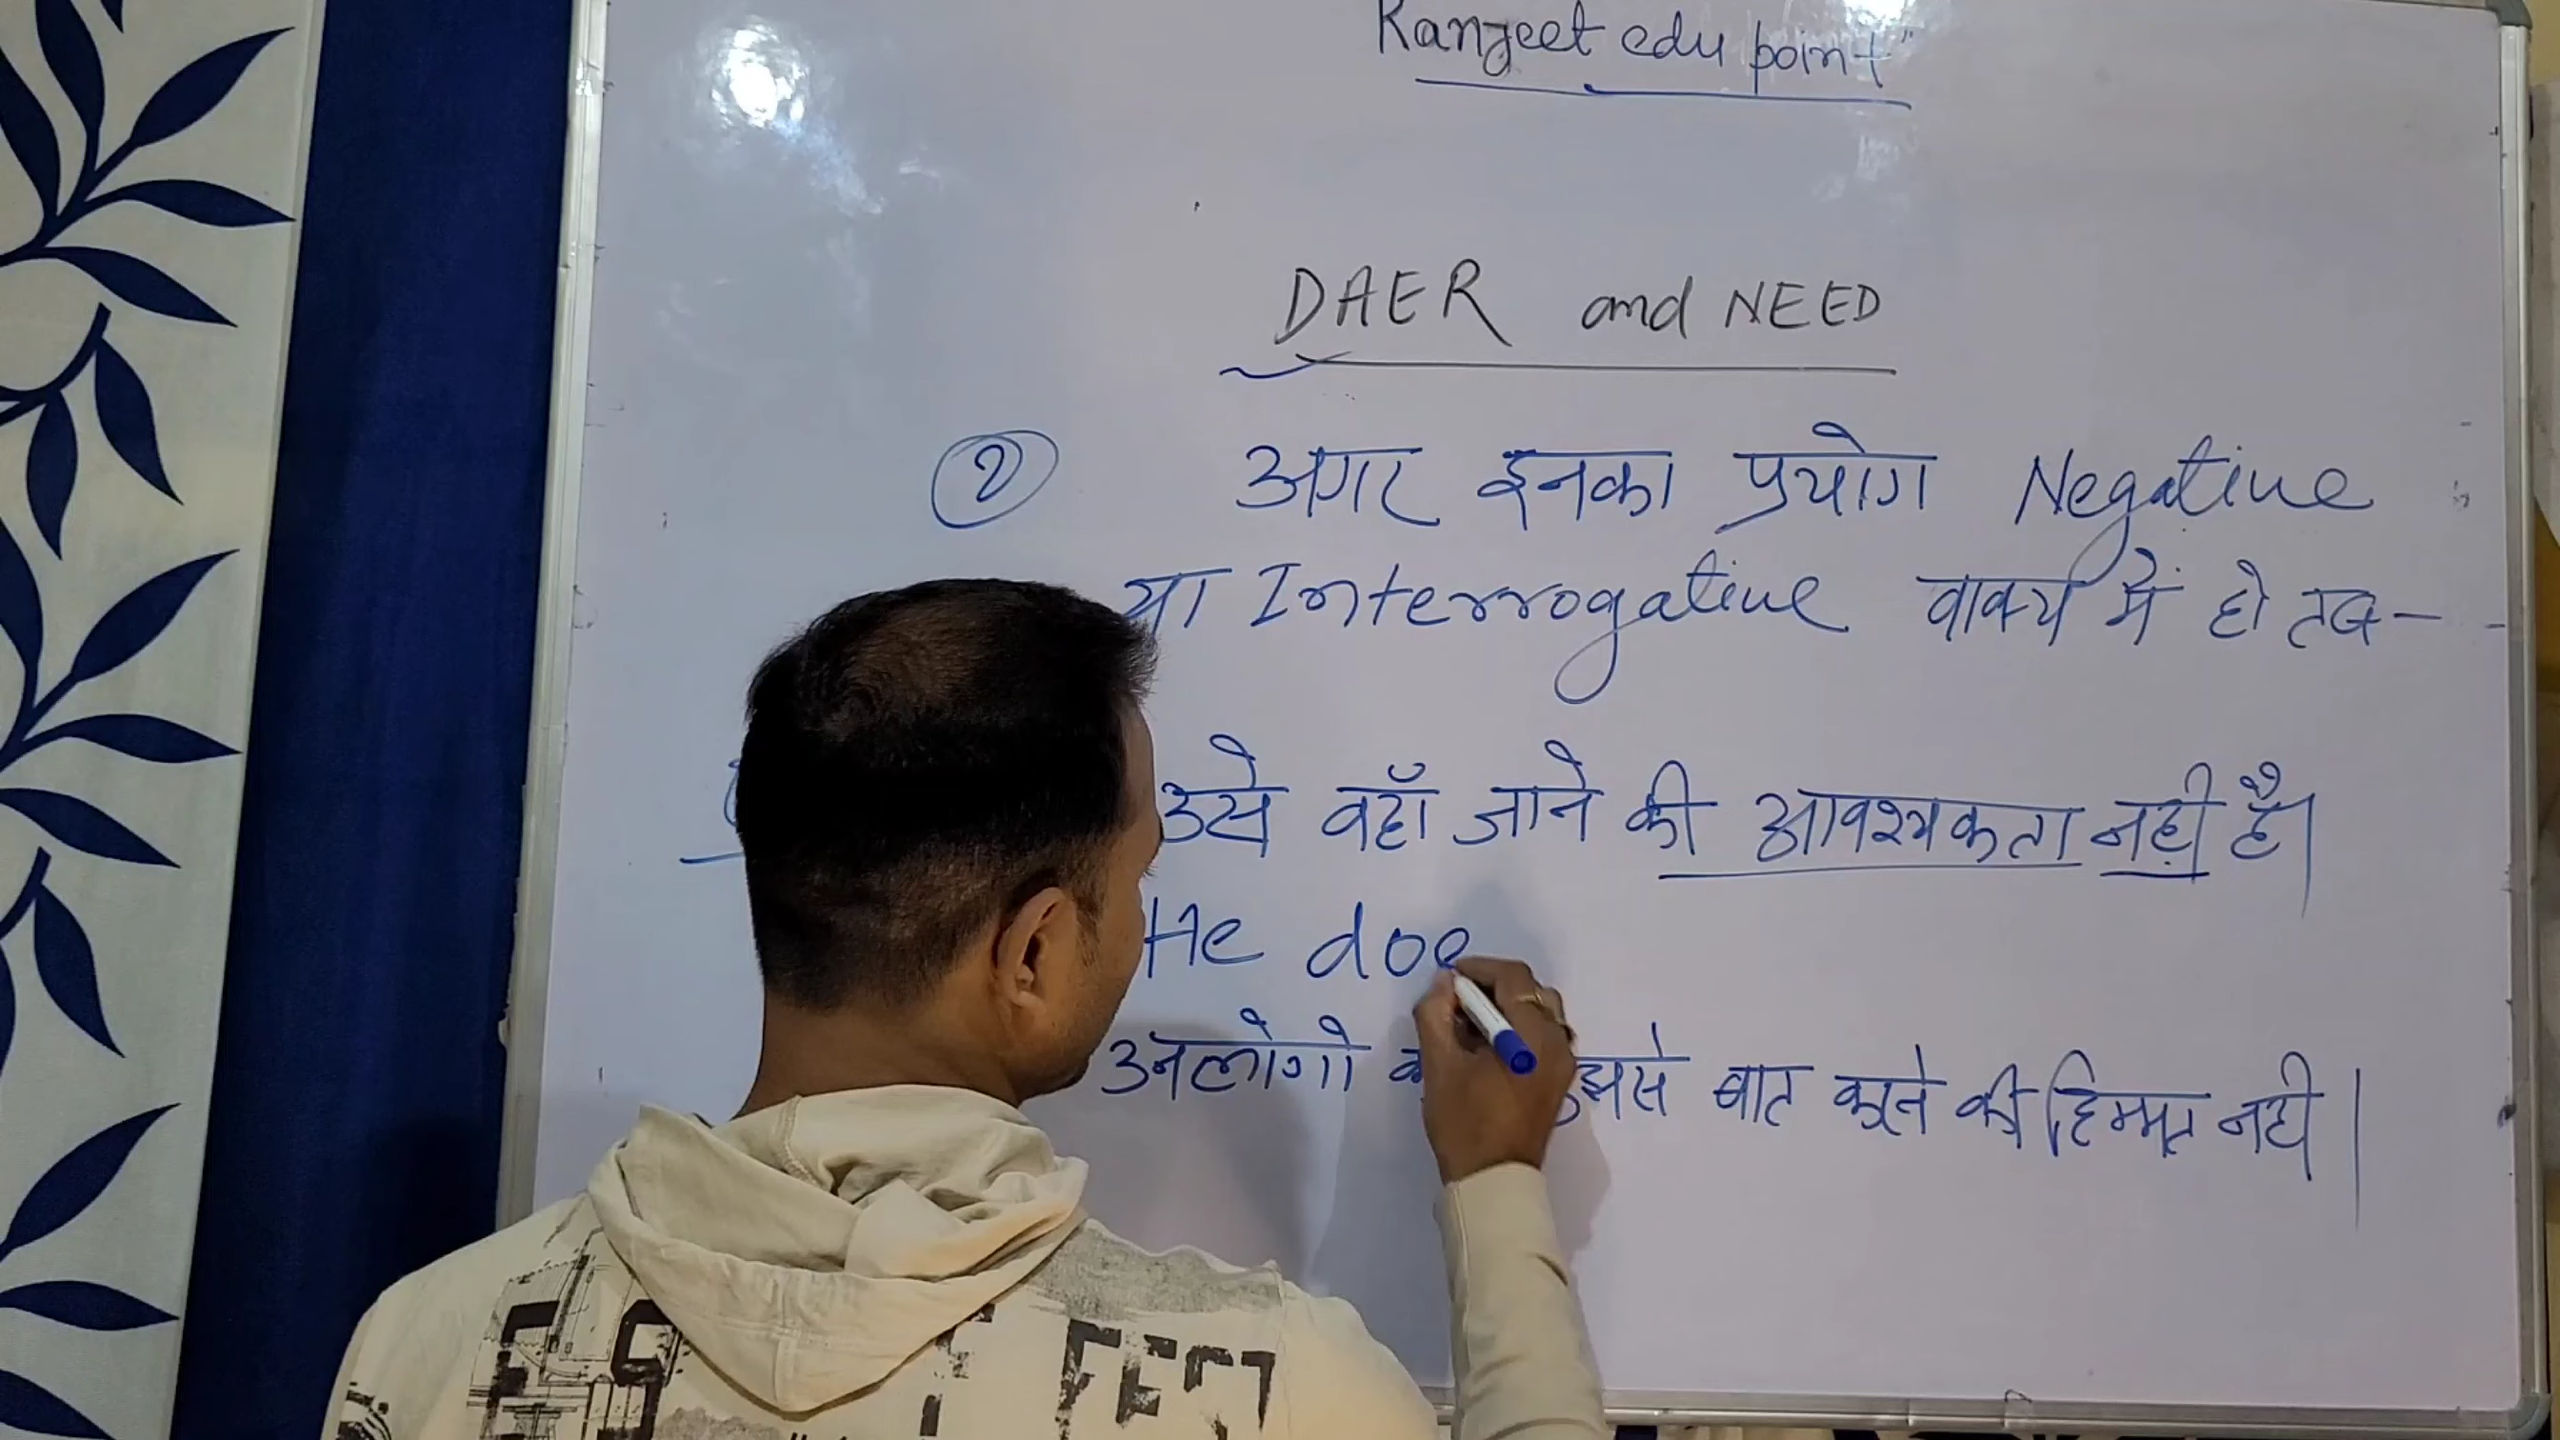 Ranjeet edu point"
DAER and NEED
② अगर इनका प्रयोग Negative
या Interrogative वाक्य में हो तब-
उसे वहाँ जाने की आवश्यकता नहीं है।
He doe
उनलोगो बात करने की हिम्मत नही।